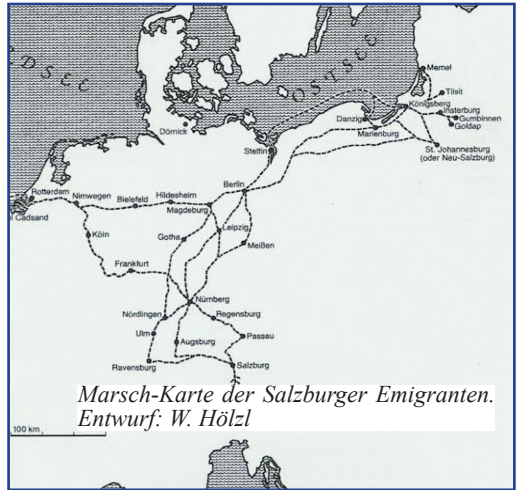 RDSEE
OSTSEE
Memel
Tilsit
Königsberg
Insterburg
Gumbinnen
Goldap
Danzig
Marienburg
Dörnick
Stettin
St. Johannesburg
(oder Neu-Salzburg)
Berlin
Rotterdam
Nimwegen
Bielefeld
Hildesheim
Magdeburg
Cadsand
Köln
Gotha
Leipzig
Meißen
Frankfurt
Nürnberg
Nördlingen
Regensburg
Ulm
Augsburg
Passau
Ravensburg
Salzburg
Marsch-Karte der Salzburger Emigranten.
Entwurf: W. Hölzl
100 km